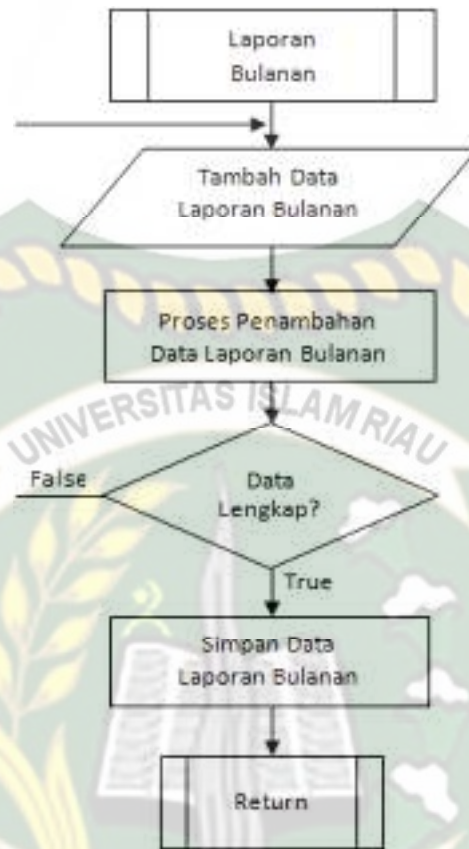 Laporan
Bulanan
Tambah Data
Laporan Bulanan
Proses Penambahan
Data Laporan Bulanan
UNIVERSITAS ISLAM RIAU
False
Data
Lengkap?
True
Simpan Data
Laporan Bulanan
Return